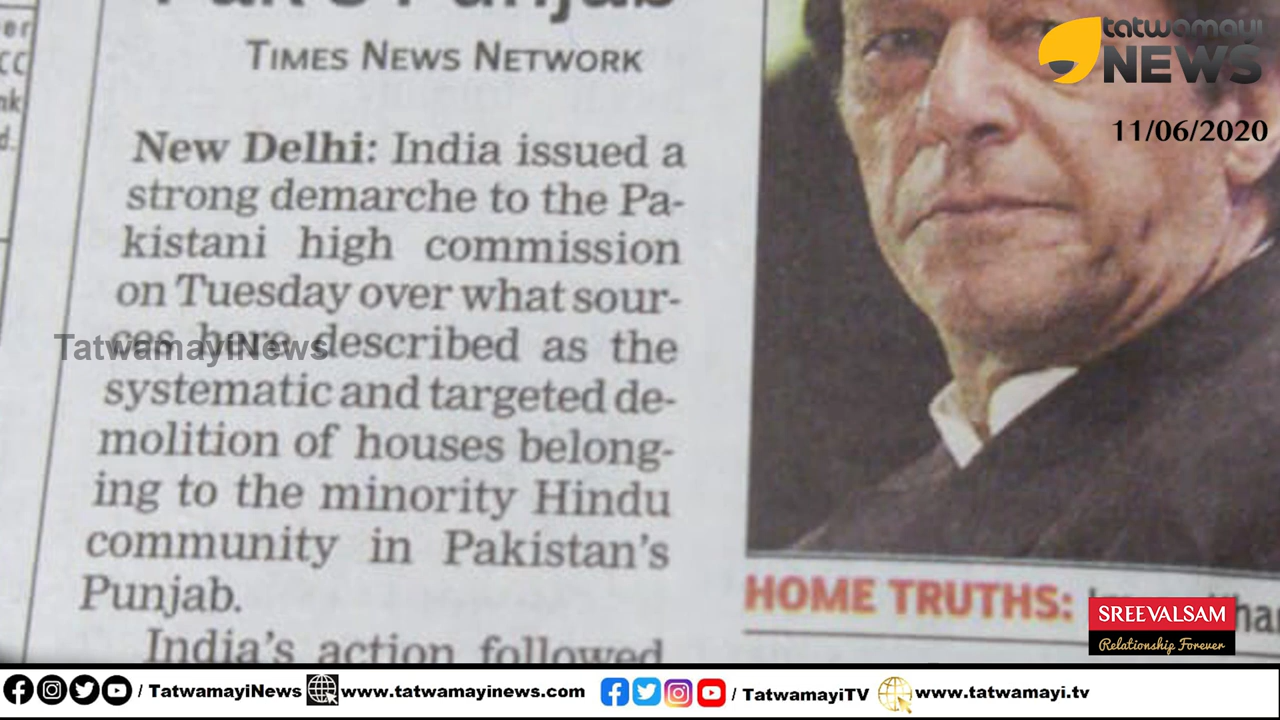 TIMES NEWS NETWORK
New Delhi: India issued a
strong demarche to the Pa-
kistani high commission
on Tuesday over what sour-
ces here described as the
systematic and targeted de-
molition of houses belong-
ing to the minority Hindu
community in Pakistan's
Punjab.
India's action followed
HOME TRUTHS:
tatwamayi
NEWS
11/06/2020
TatwamayiNews
SREEVALSAM
Relationship Forever
/ TatwamayiNews www.tatwamayinews.com / TatwamayiTV www.tatwamayi.tv